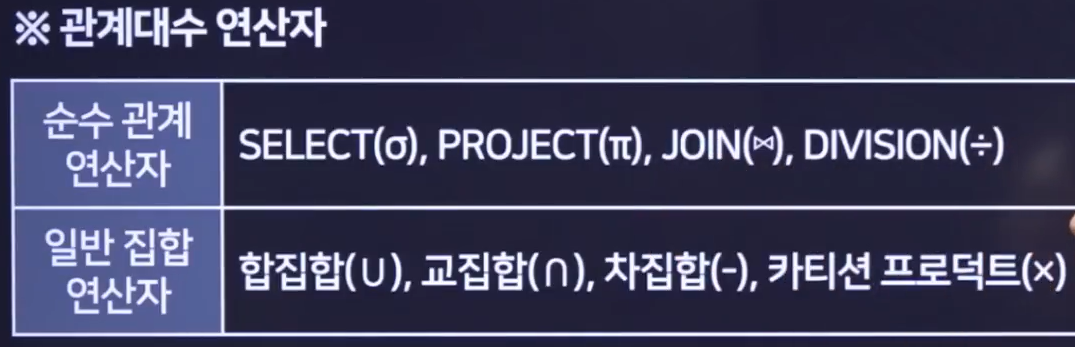 ※ 관계대수 연산자
순수 관계
연산자
SELECT(σ), PROJECT(π), JOIN(⋈), DIVISION(÷)
일반 집합
연산자
합집합(∪), 교집합(∩), 차집합(-), 카티션 프로덕트(×)